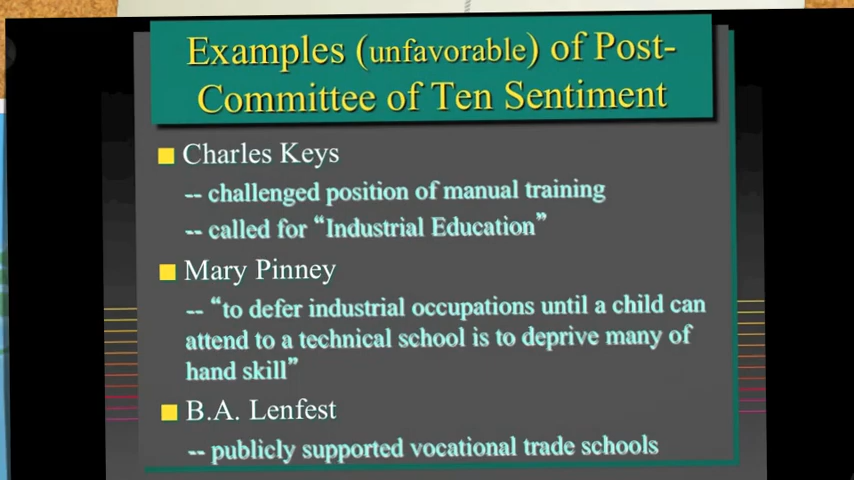 Examples (unfavorable) of Post-
Committee of Ten Sentiment
Charles Keys
-- challenged position of manual training
-- called for “Industrial Education”
Mary Pinney
-- “to defer industrial occupations until a child can
attend to a technical school is to deprive many of
hand skill”
B.A. Lenfest
-- publicly supported vocational trade schools